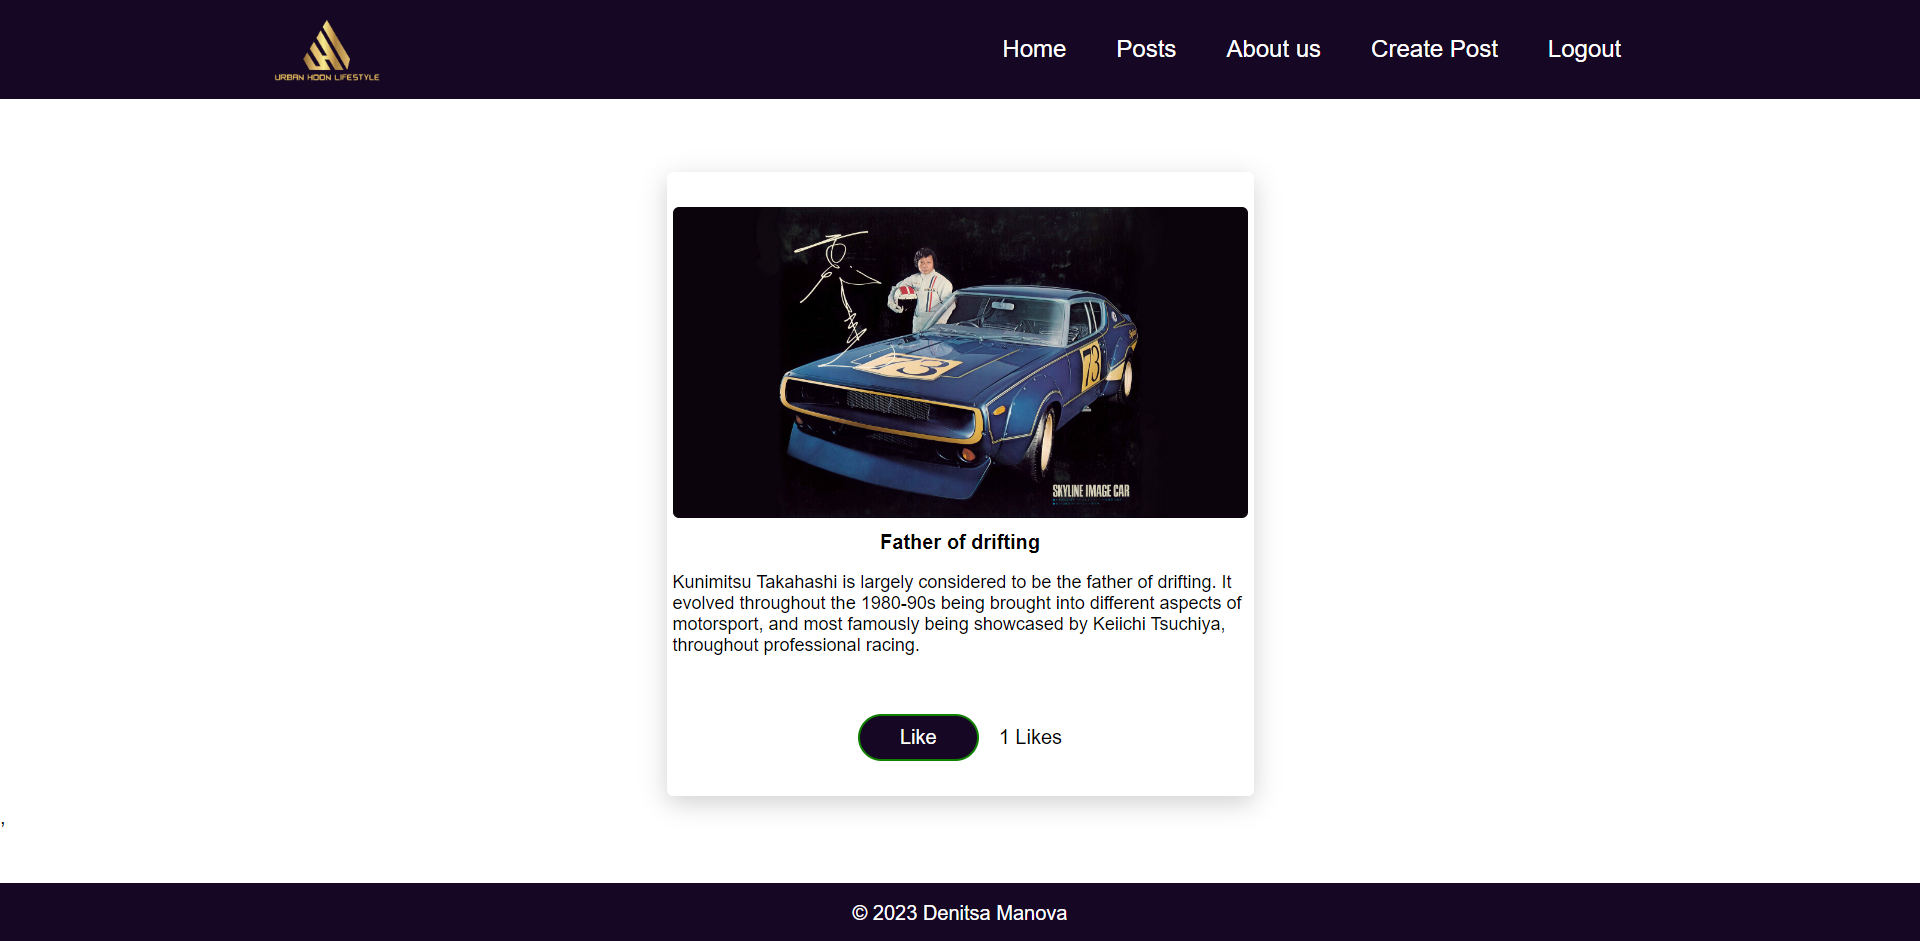 URBAN HOON LIFESTYLE
Home Posts About us Create Post Logout
73
73
SKYLINE IMAGE CAR
Father of drifting
Kunimitsu Takahashi is largely considered to be the father of drifting. It
evolved throughout the 1980-90s being brought into different aspects of
motorsport, and most famously being showcased by Keiichi Tsuchiya,
throughout professional racing.
Like 1 Likes
,
© 2023 Denitsa Manova